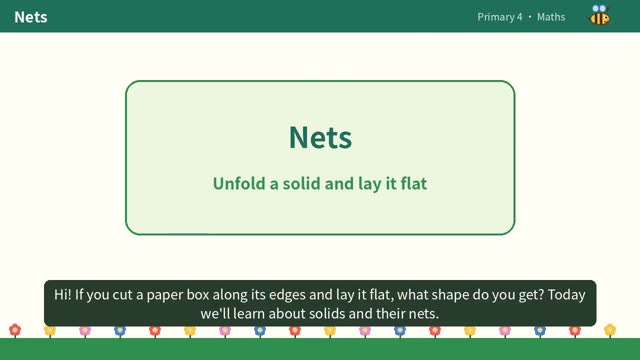 Nets
Primary 4 • Maths
Nets
Unfold a solid and lay it flat
Hi! If you cut a paper box along its edges and lay it flat, what shape do you get? Today
we'll learn about solids and their nets.